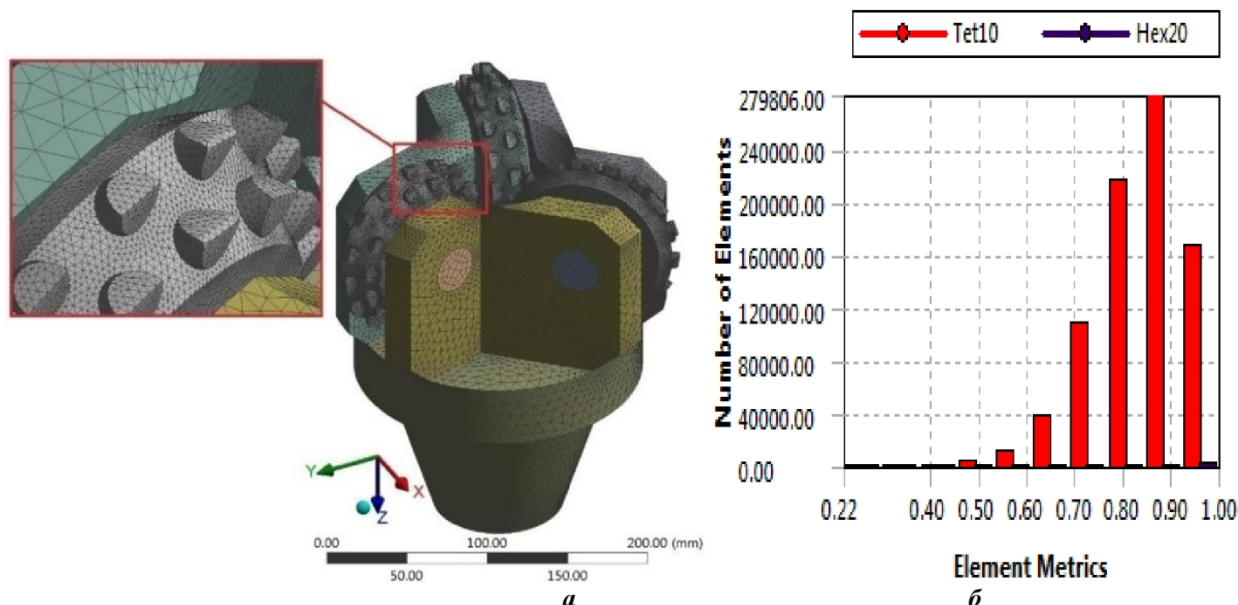 Tet10 Hex20
279806.00
240000.00
200000.00
160000.00
120000.00
80000.00
40000.00
0.00
Number of Elements
0.22 0.40 0.50 0.60 0.70 0.80 0.90 1.00
Element Metrics
Y
X
Z
0.00 100.00 200.00 (mm)
50.00 150.00
а
б